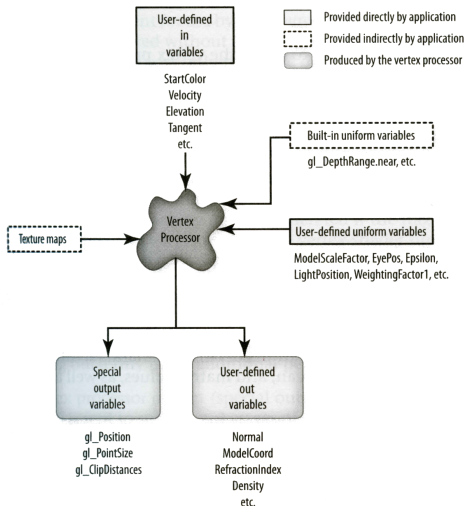 User-defined
in
variables
StartColor
Velocity
Elevation
Tangent
etc.
Provided directly by application
Provided indirectly by application
Produced by the vertex processor
Built-in uniform variables
gl_DepthRange.near, etc.
Vertex
Processor
Texture maps
User-defined uniform variables
ModelScaleFactor, EyePos, Epsilon,
LightPosition, WeightingFactor1, etc.
Special
output
variables
gl_Position
gl_PointSize
gl_ClipDistances
User-defined
out
variables
Normal
ModelCoord
RefractionIndex
Density
etc.